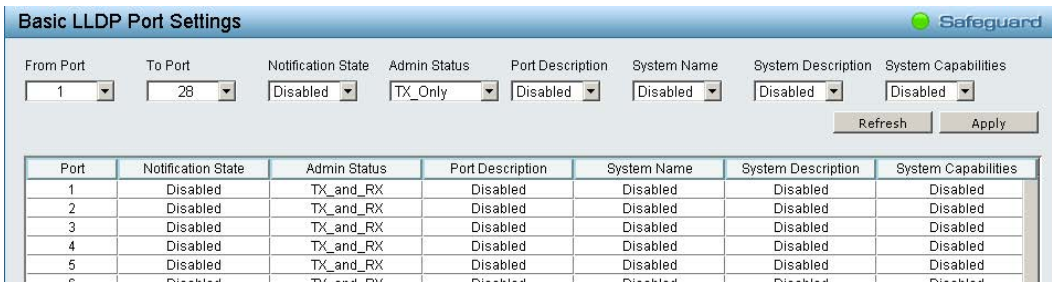 Basic LLDP Port Settings Safeguard
From Port To Port Notification State Admin Status Port Description System Name System Description System Capabilities
1 28 Disabled TX_Only Disabled Disabled Disabled Disabled
Refresh Apply
Port Notification State Admin Status Port Description System Name System Description System Capabilities
1 Disabled TX_and_RX Disabled Disabled Disabled Disabled
2 Disabled TX_and_RX Disabled Disabled Disabled Disabled
3 Disabled TX_and_RX Disabled Disabled Disabled Disabled
4 Disabled TX_and_RX Disabled Disabled Disabled Disabled
5 Disabled TX_and_RX Disabled Disabled Disabled Disabled